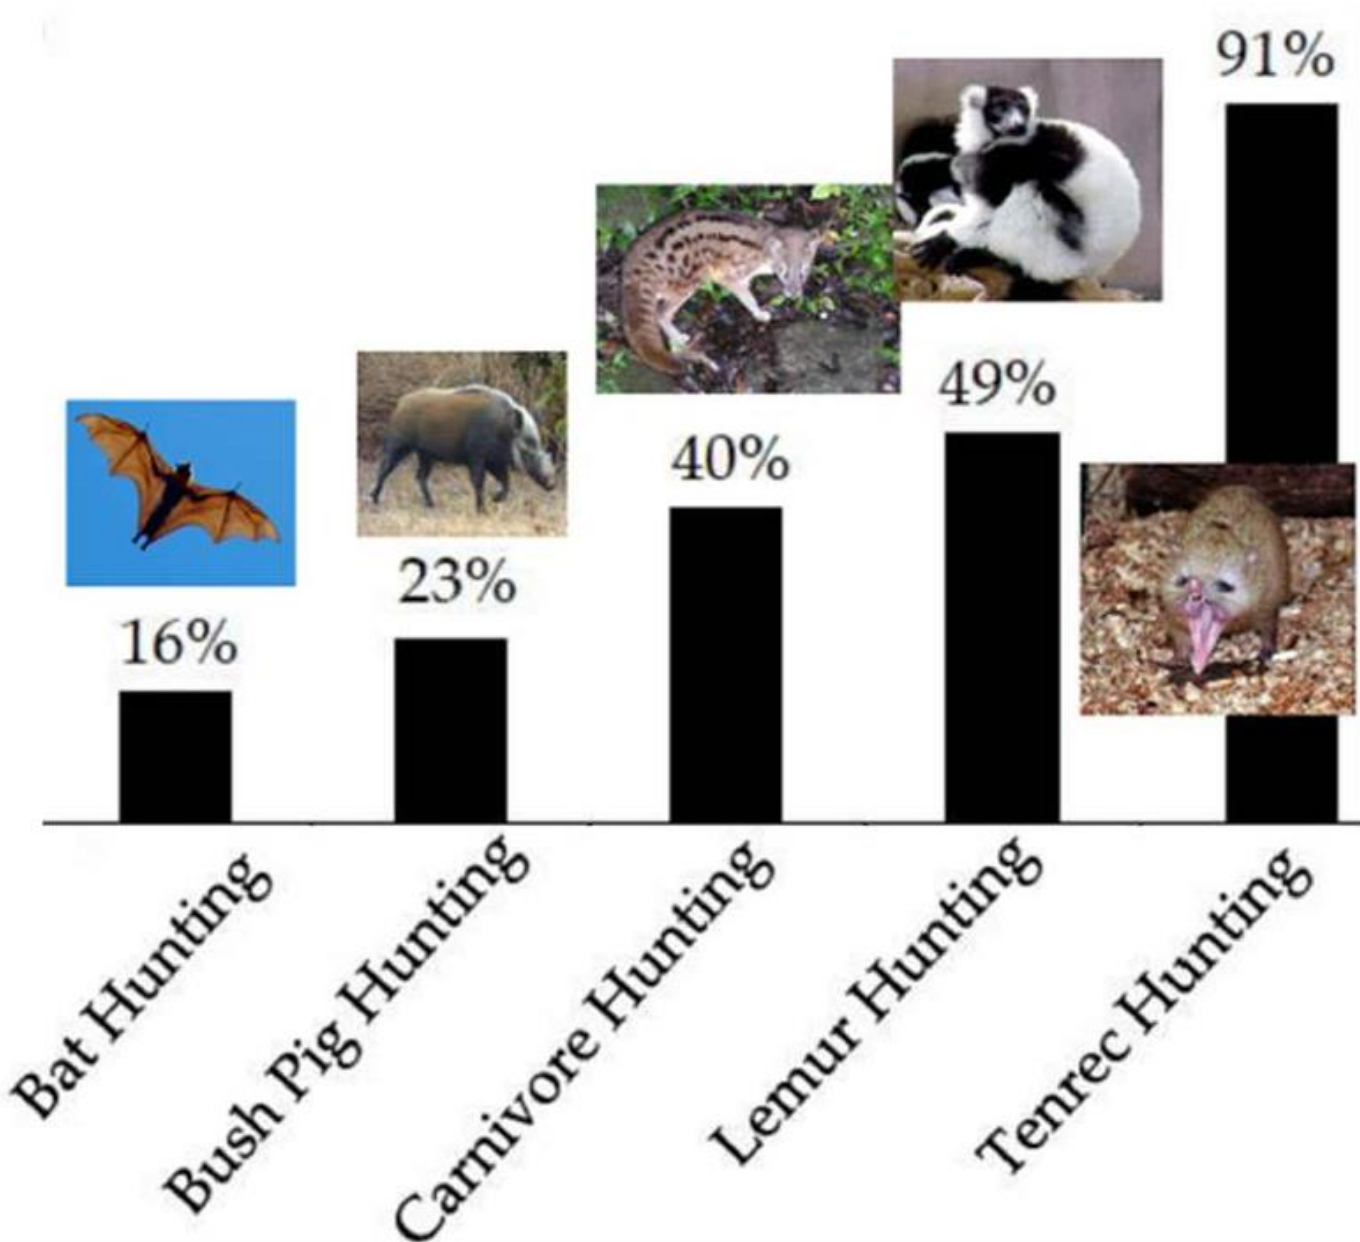 91%
49%
40%
23%
16%
Bat Hunting
Bush Pig Hunting
Carnivore Hunting
Lemur Hunting
Tenrec Hunting